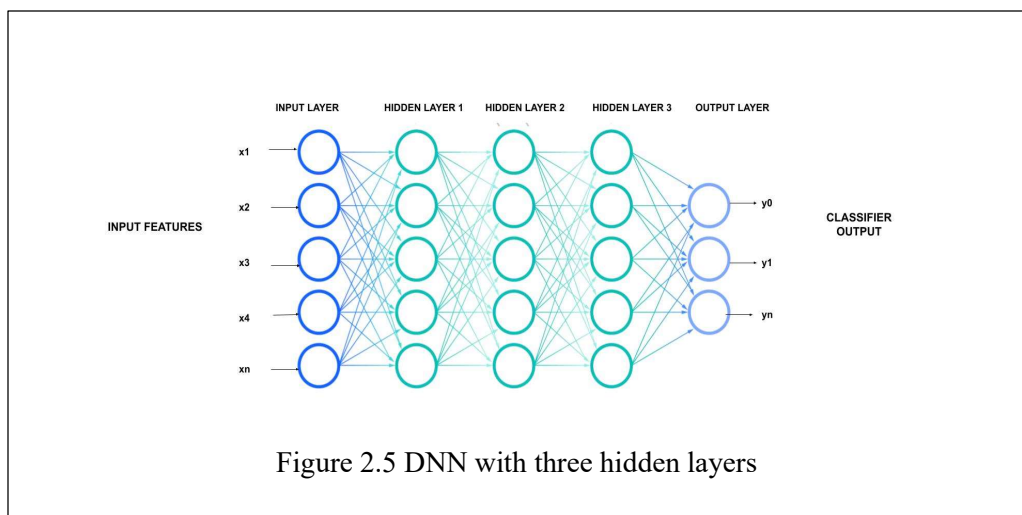 INPUT LAYER HIDDEN LAYER 1 HIDDEN LAYER 2 HIDDEN LAYER 3 OUTPUT LAYER
x1
x2
y0
INPUT FEATURES
CLASSIFIER
OUTPUT
x3
y1
x4
yn
xn
Figure 2.5 DNN with three hidden layers